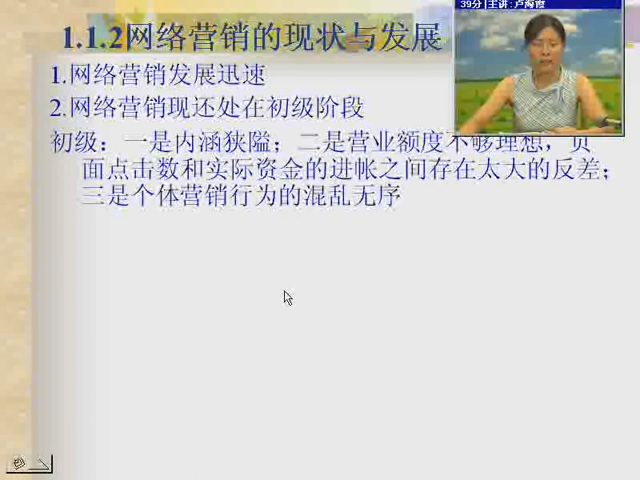 39分|主讲:卢海霞
1.1.2网络营销的现状与发展
1.网络营销发展迅速
2.网络营销现还处在初级阶段
初级：一是内涵狭隘；二是营业额度不够理想，页
面点击数和实际资金的进帐之间存在太大的反差；
三是个体营销行为的混乱无序